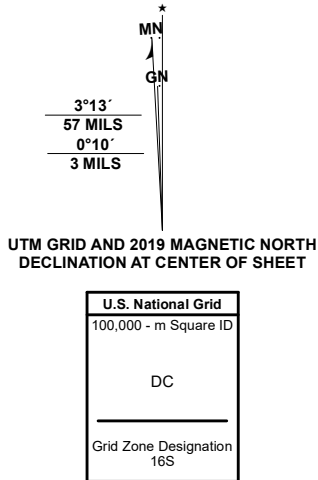 MN
GN
3°13´
57 MILS
0°10´
3 MILS
UTM GRID AND 2019 MAGNETIC NORTH
DECLINATION AT CENTER OF SHEET
U.S. National Grid
100,000 - m Square ID
DC
Grid Zone Designation
16S